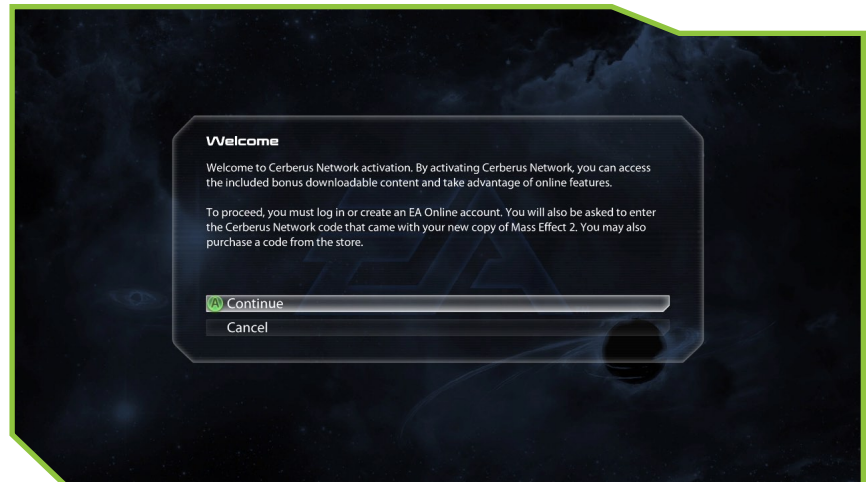 Welcome
Welcome to Cerberus Network activation. By activating Cerberus Network, you can access
the included bonus downloadable content and take advantage of online features.
To proceed, you must log in or create an EA Online account. You will also be asked to enter
the Cerberus Network code that came with your new copy of Mass Effect 2. You may also
purchase a code from the store.
EA
A Continue
Cancel